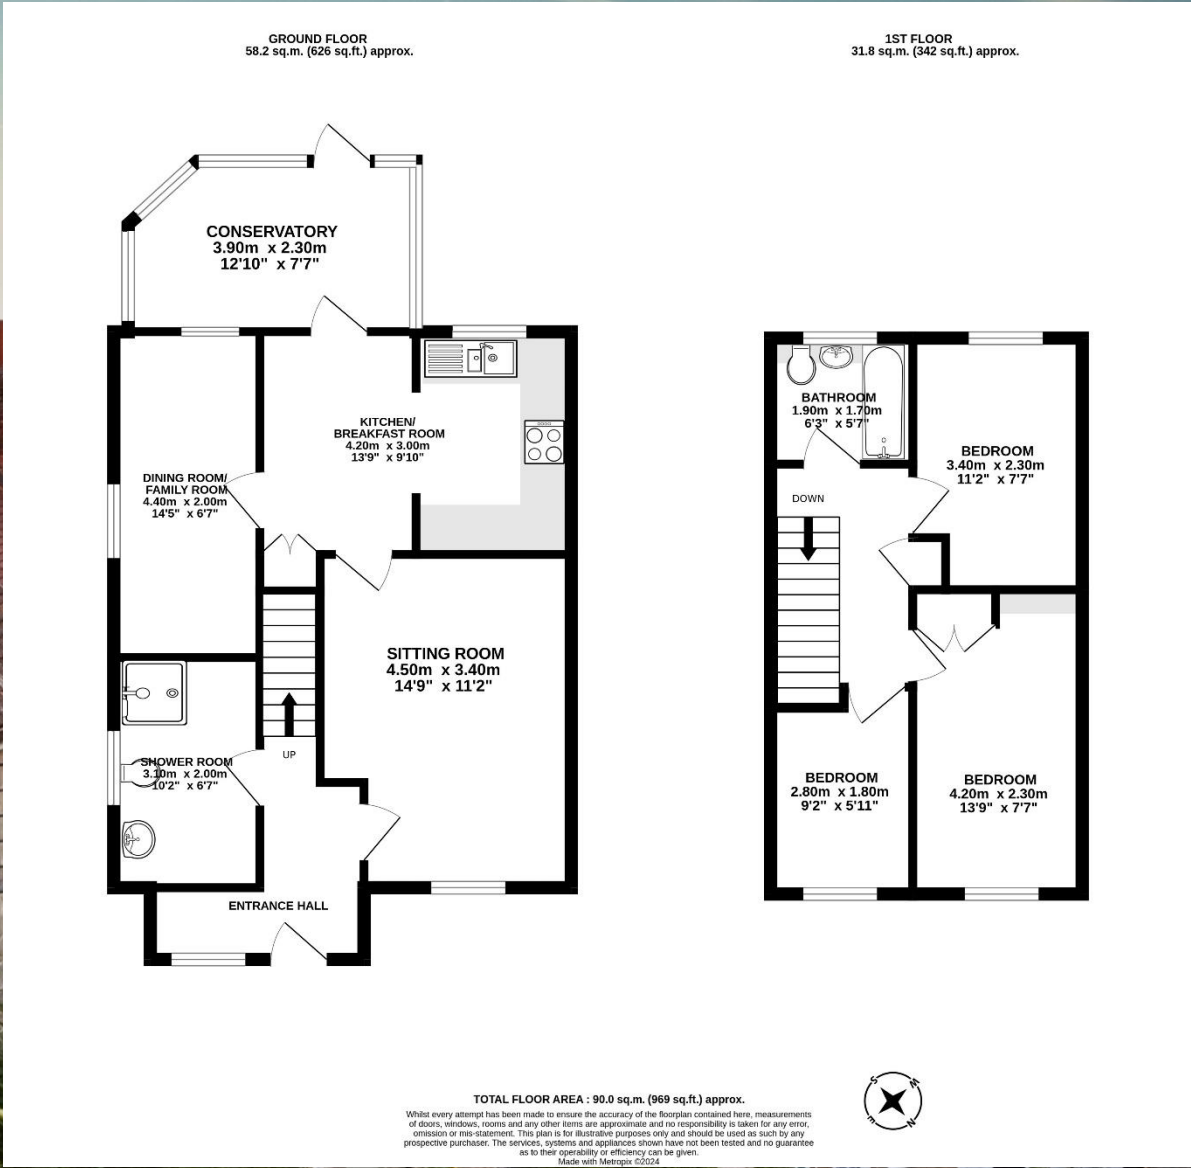 GROUND FLOOR
58.2 sq.m. (626 sq.ft.) approx.
1ST FLOOR
31.8 sq.m. (342 sq.ft.) approx.
CONSERVATORY
3.90m x 2.30m
12'10" x 7'7"
KITCHEN/
BREAKFAST ROOM
4.20m x 3.00m
13'9" x 9'10"
DINING ROOM/
FAMILY ROOM
4.40m x 2.00m
14'5" x 6'7"
SITTING ROOM
4.50m x 3.40m
14'9" x 11'2"
UP
SHOWER ROOM
3.10m x 2.00m
10'2" x 6'7"
ENTRANCE HALL
BATHROOM
1.90m x 1.70m
6'3" x 5'7"
BEDROOM
3.40m x 2.30m
11'2" x 7'7"
DOWN
BEDROOM
2.80m x 1.80m
9'2" x 5'11"
BEDROOM
4.20m x 2.30m
13'9" x 7'7"
S
W
E
N
TOTAL FLOOR AREA : 90.0 sq.m. (969 sq.ft.) approx.
Whilst every attempt has been made to ensure the accuracy of the floorplan contained here, measurements
of doors, windows, rooms and any other items are approximate and no responsibility is taken for any error,
omission or mis-statement. This plan is for illustrative purposes only and should be used as such by any
prospective purchaser. The services, systems and appliances shown have not been tested and no guarantee
as to their operability or efficiency can be given.
Made with Metropix ©2024